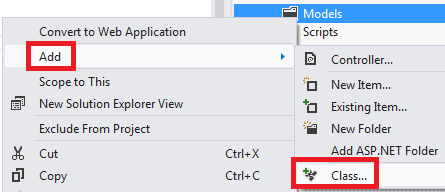 Models
Scripts
Convert to Web Application
Add
Scope to This
New Solution Explorer View
Exclude From Project
Cut Ctrl+X
Copy Ctrl+C
Controller...
New Item...
Existing Item...
New Folder
Add ASP.NET Folder
Class...